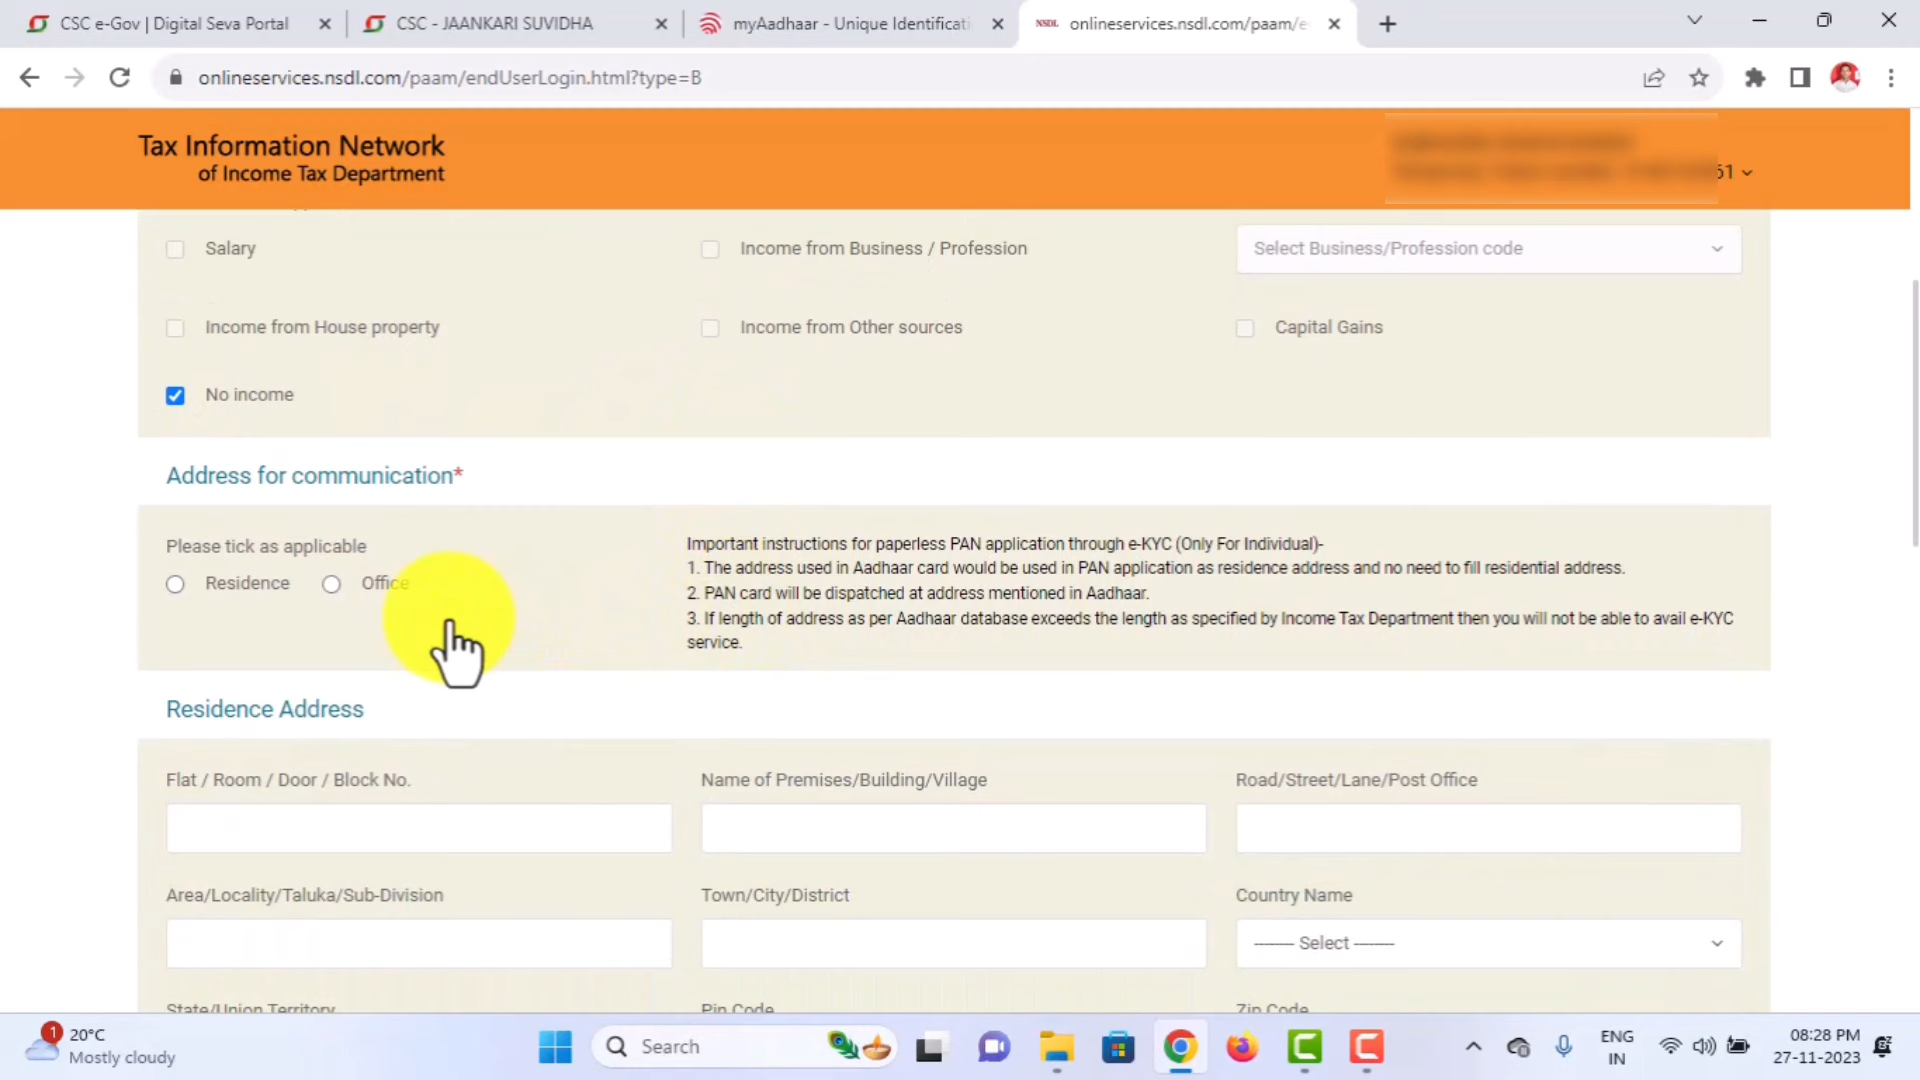 CSC e-Gov | Digital Seva Portal
CSC - JAANKARI SUVIDHA
myAadhaar - Unique Identificati
NSDL onlineservices.nsdl.com/paam/e
onlineservices.nsdl.com/paam/endUserLogin.html?type=B
Tax Information Network
of Income Tax Department
61
Salary
Income from Business / Profession
Select Business/Profession code
Income from House property
Income from Other sources
Capital Gains
No income
Address for communication*
Please tick as applicable
Residence
Office
Important instructions for paperless PAN application through e-KYC (Only For Individual)-
1. The address used in Aadhaar card would be used in PAN application as residence address and no need to fill residential address.
2. PAN card will be dispatched at address mentioned in Aadhaar.
3. If length of address as per Aadhaar database exceeds the length as specified by Income Tax Department then you will not be able to avail e-KYC
service.
Residence Address
Flat / Room / Door / Block No.
Name of Premises/Building/Village
Road/Street/Lane/Post Office
Area/Locality/Taluka/Sub-Division
Town/City/District
Country Name
-------- Select --------
State/Union Territory
Pin Code
Zip Code
1
20°C
Mostly cloudy
Search
ENG
IN
08:28 PM
27-11-2023